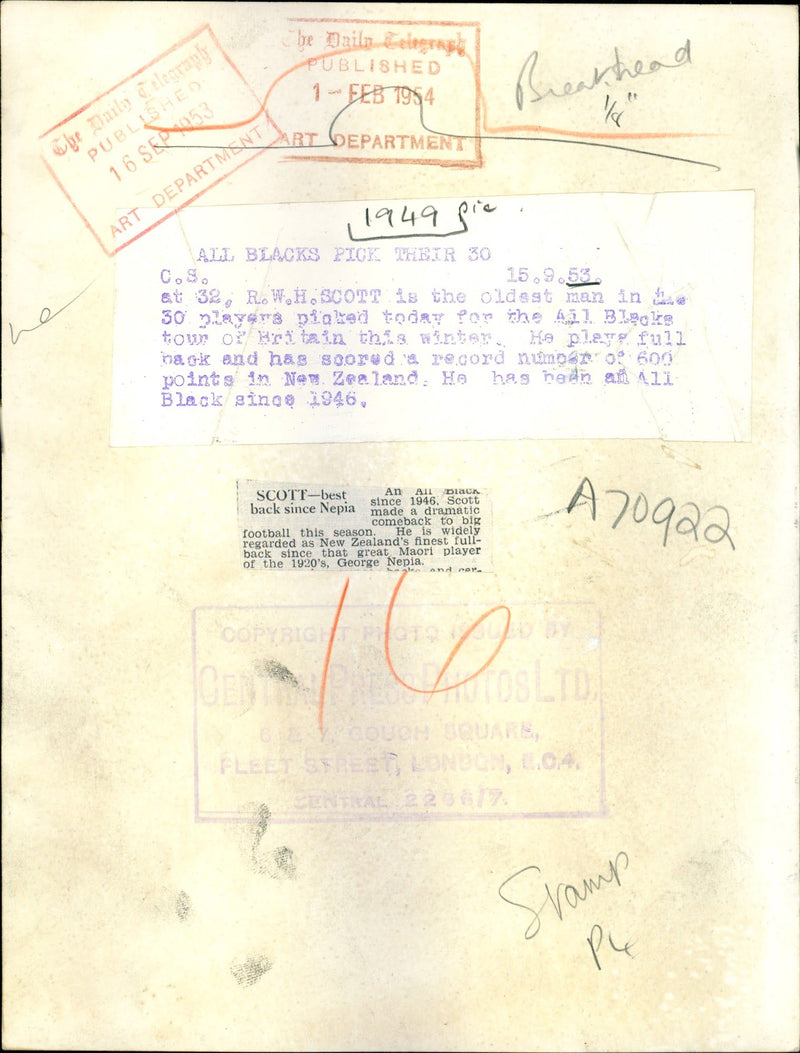 The Daily Telegraph
PUBLISHED
16 SEP 1953
ART DEPARTMENT
The Daily Telegraph
PUBLISHED
1 - FEB 1954
ART DEPARTMENT
Breakhead
1/8"
1949 pic.
ALL BLACKS PICK THEIR 30
C.S. 15.9.53.
at 32, R.W.H.SCOTT is the oldest man in the
30 players picked today for the All Blacks
tour of Britain this winter. He plays full
back and has scored a record number of 600
points in New Zealand. He has been an All
Black since 1946.
SCOTT—best
back since Nepia
An All Black
since 1946, Scott
made a dramatic
comeback to big
football this season. He is widely
regarded as New Zealand's finest full-
back since that great Maori player
of the 1920's, George Nepia.
A70922
16
COPYRIGHT PHOTO ISSUED BY
CENTRAL PRESS PHOTOS LTD.
6 & 7, GOUGH SQUARE,
FLEET STREET, LONDON, E.C.4.
CENTRAL 2266/7.
Stamp